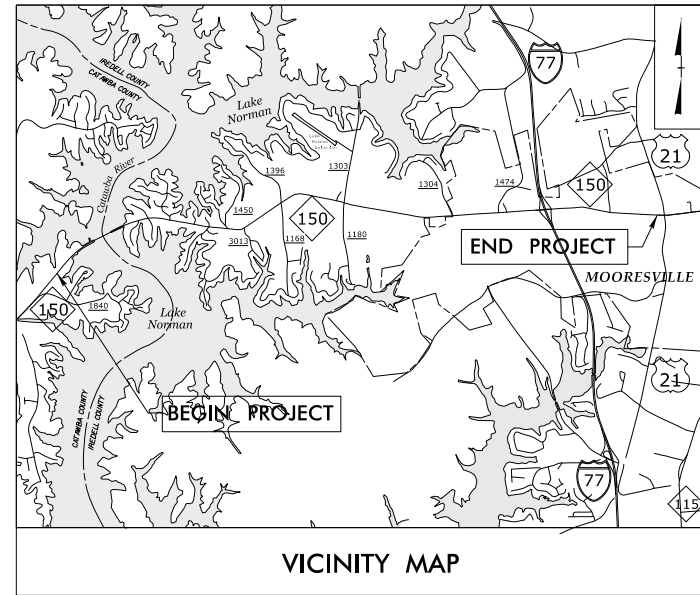 77
IREDELL COUNTY
CATAWBA COUNTY
Lake
Norman
21
1396
1303
1304
1474
150
Catawba River
1450
150
3013
1168
1180
END PROJECT
MOORESVILLE
150
1840
Lake
Norman
21
BEGIN PROJECT
CATAWBA COUNTY
IREDELL COUNTY
77
115
VICINITY MAP